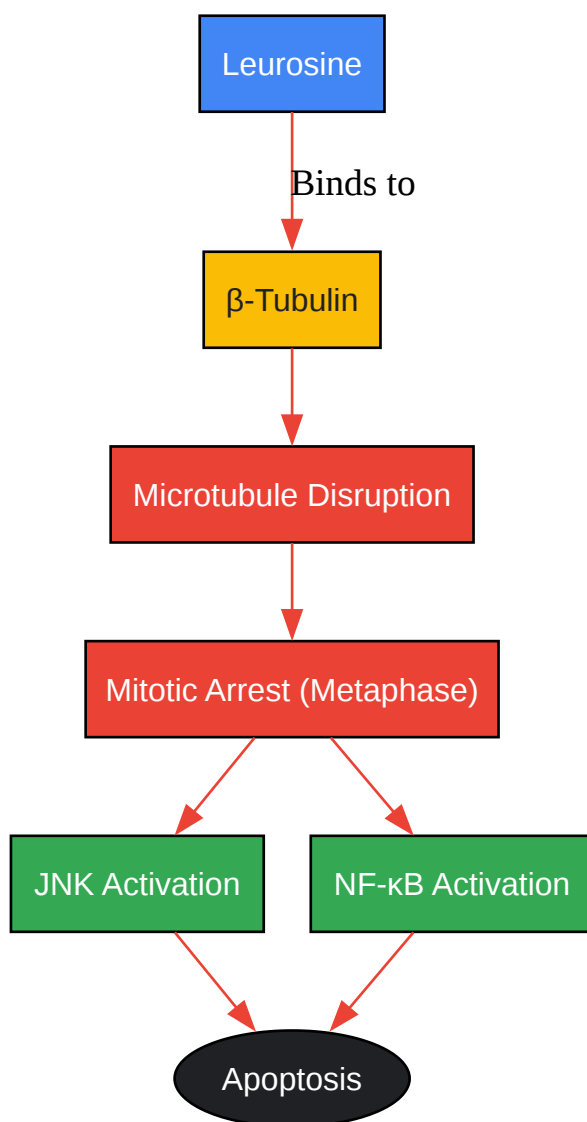 Leurosine
Binds to
β-Tubulin
Microtubule Disruption
Mitotic Arrest (Metaphase)
JNK Activation
NF-κB Activation
Apoptosis